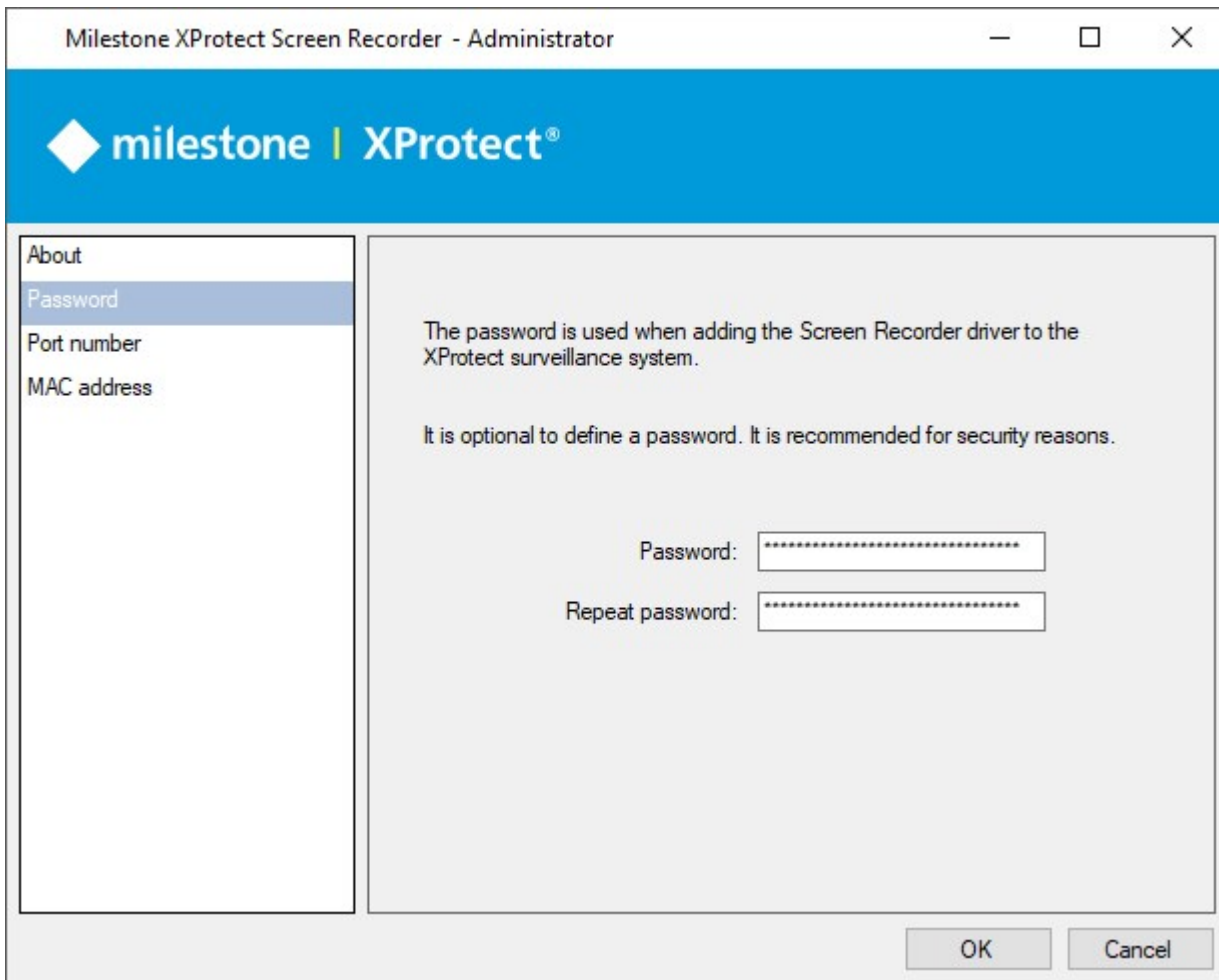 Milestone XProtect Screen Recorder - Administrator
milestone | XProtect®
About
Password
Port number
MAC address
The password is used when adding the Screen Recorder driver to the
XProtect surveillance system.
It is optional to define a password. It is recommended for security reasons.
Password: ********************************
Repeat password: ********************************
OK
Cancel